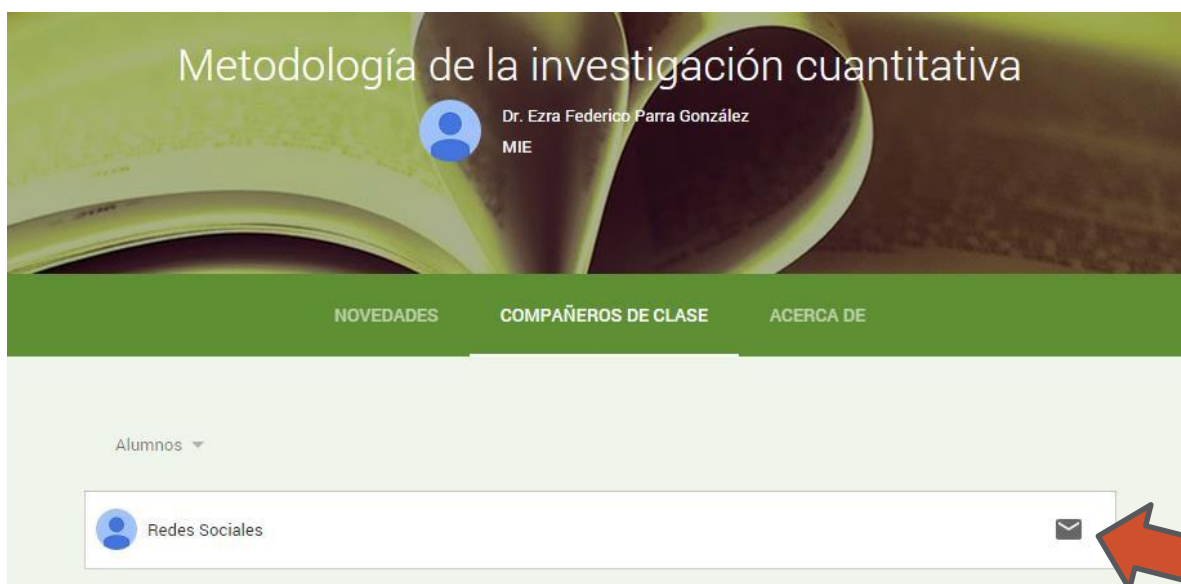 Metodología de la investigación cuantitativa
Dr. Ezra Federico Parra González
MIE
NOVEDADES COMPAÑEROS DE CLASE ACERCA DE
Alumnos
Redes Sociales